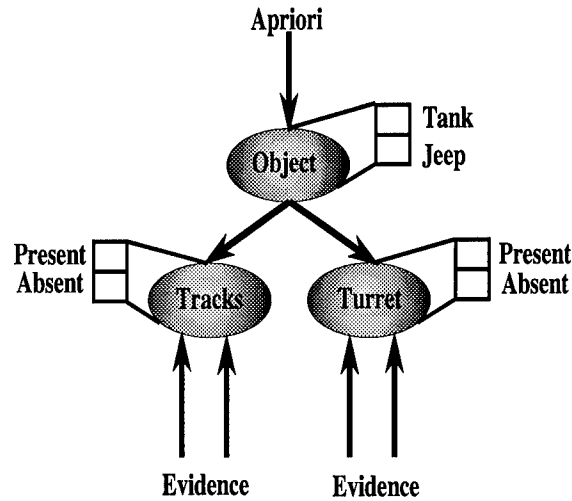 Apriori
Tank
Object
Jeep
Present
Absent
Tracks
Turret
Present
Absent
Evidence
Evidence